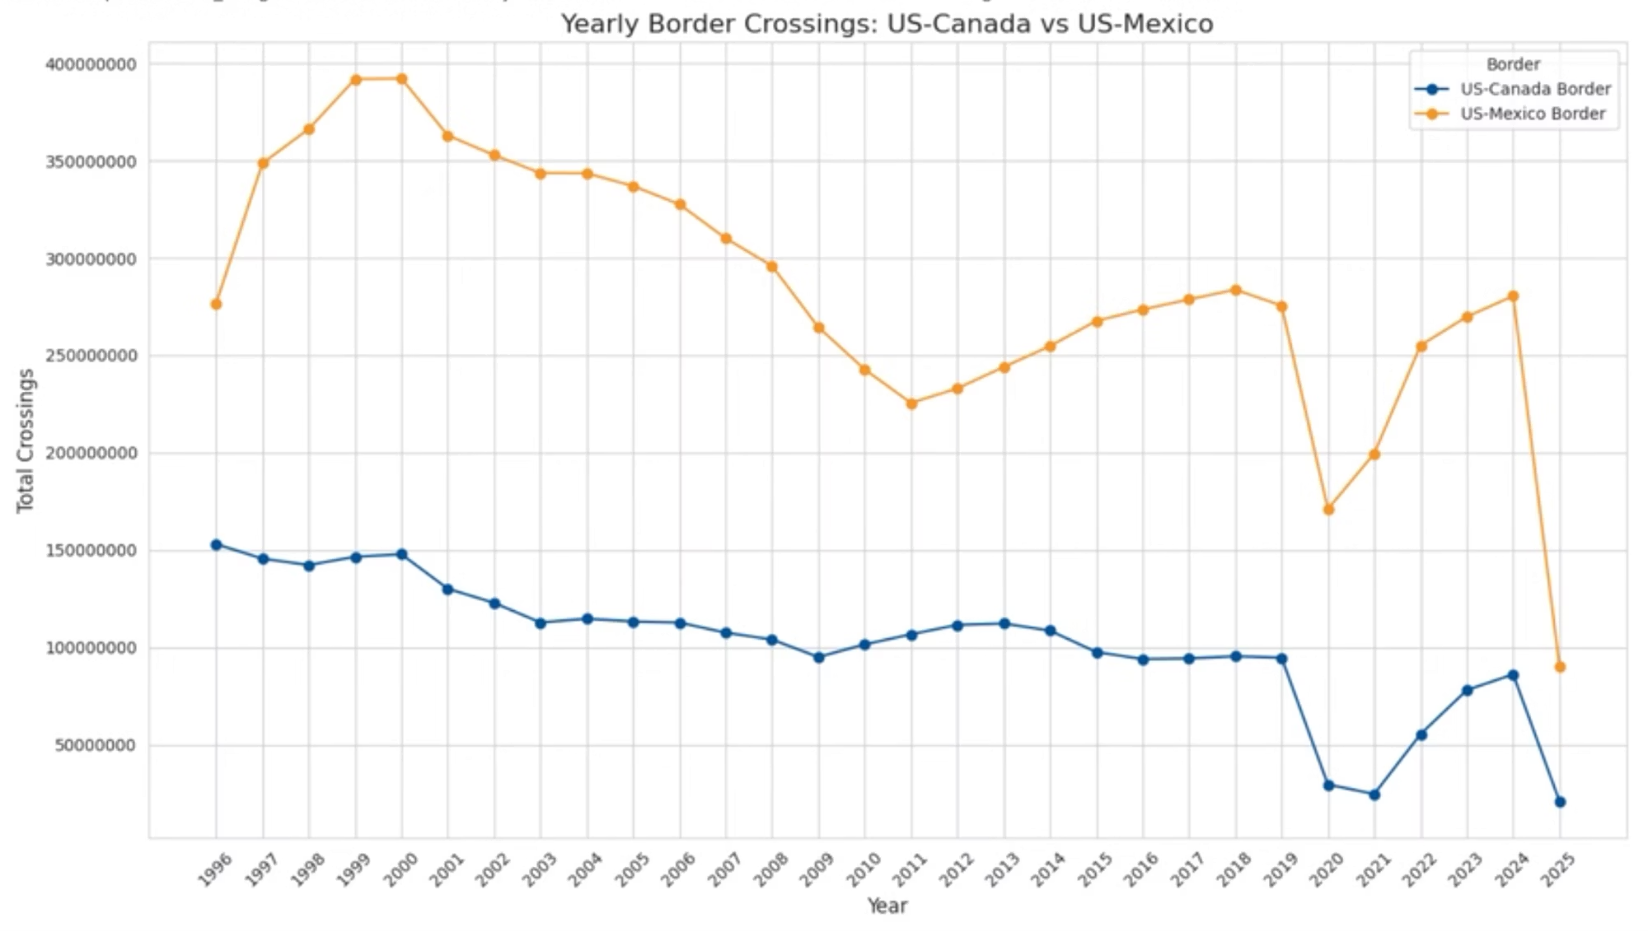 Yearly Border Crossings: US-Canada vs US-Mexico
Border
US-Canada Border
US-Mexico Border
Total Crossings
400000000
350000000
300000000
250000000
200000000
150000000
100000000
50000000
1996 1997 1998 1999 2000 2001 2002 2003 2004 2005 2006 2007 2008 2009 2010 2011 2012 2013 2014 2015 2016 2017 2018 2019 2020 2021 2022 2023 2024 2025
Year